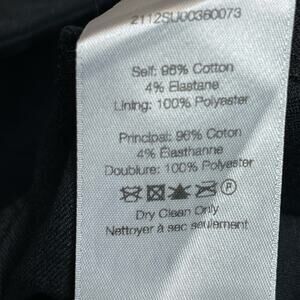 2112SU00360073
Self: 96% Cotton
4% Elastane
Lining: 100% Polyester
Principal: 96% Coton
4% Élasthanne
Doublure: 100% Polyester
P
Dry Clean Only
Nettoyer à sec seulement